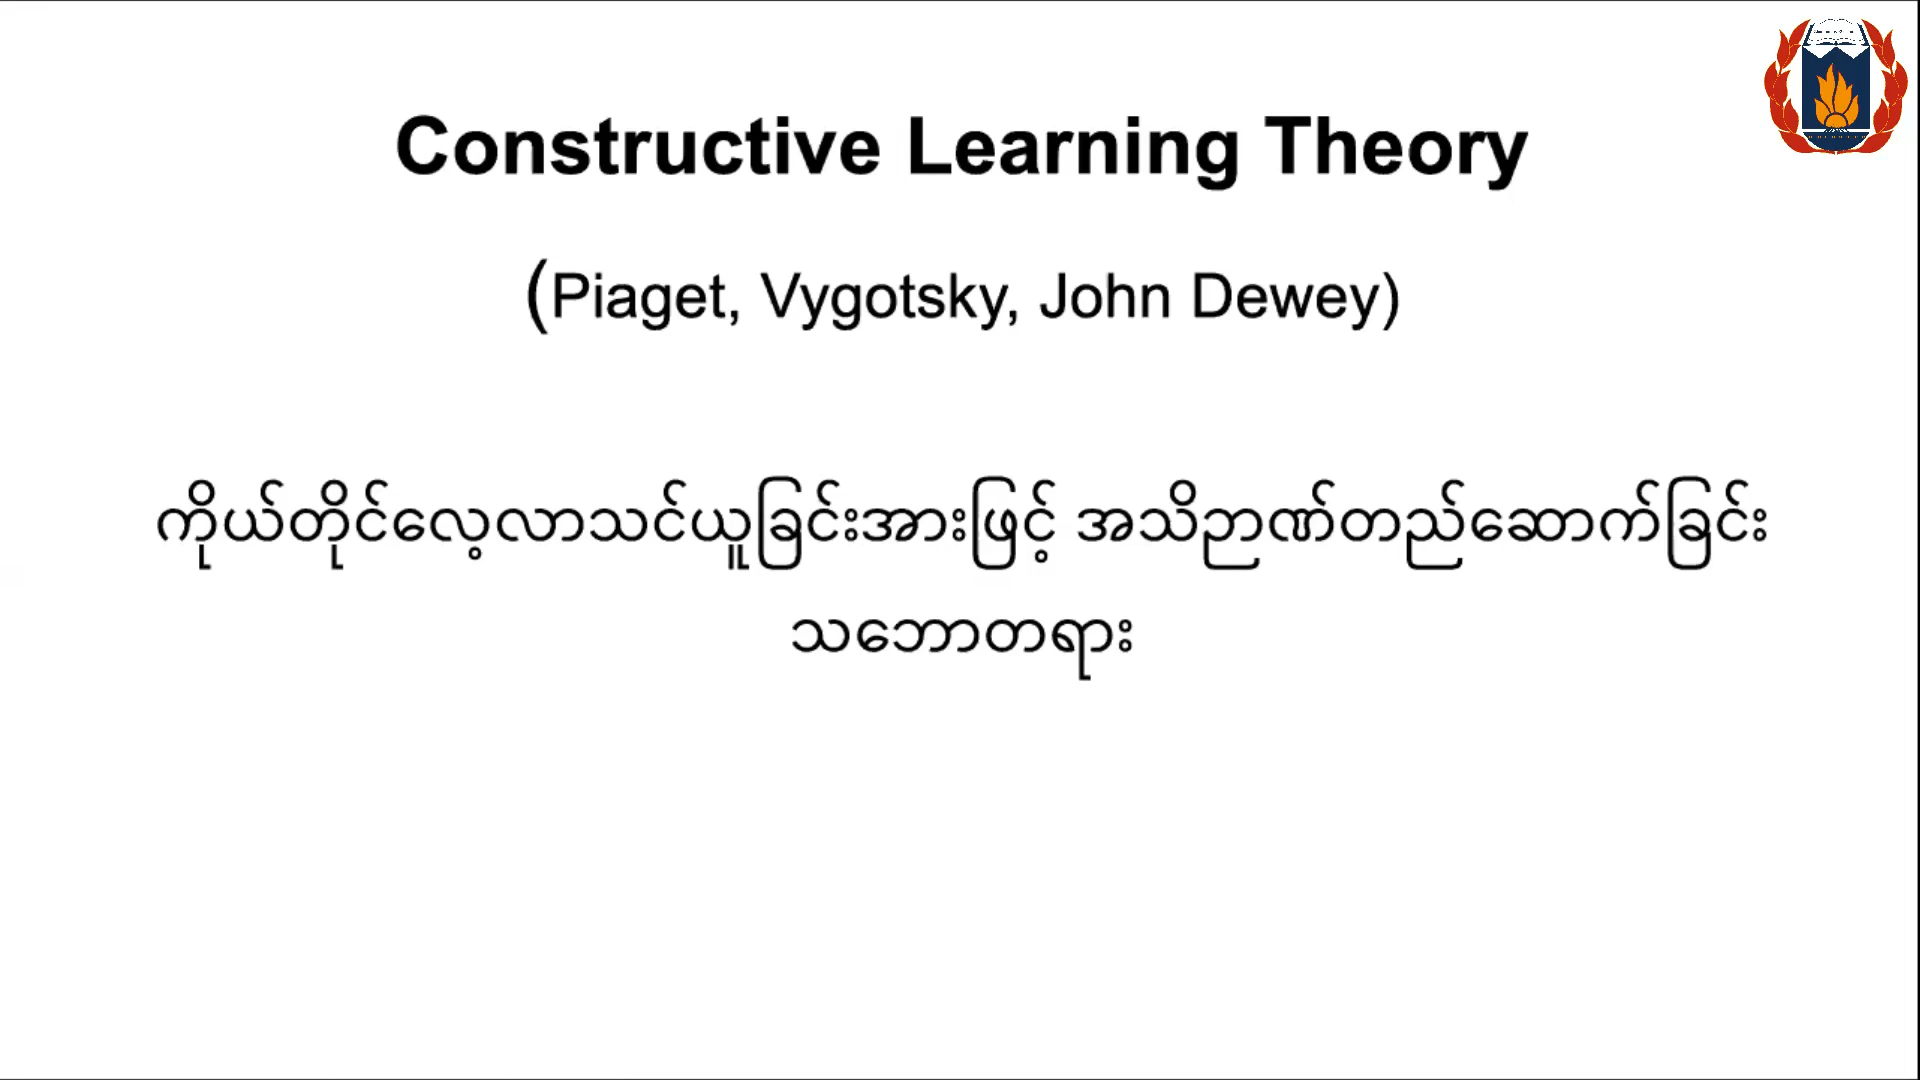 Constructive Learning Theory
(Piaget, Vygotsky, John Dewey)
ကိုယ်တိုင်လေ့လာသင်ယူခြင်းအားဖြင့် အသိဉာဏ်တည်ဆောက်ခြင်း
သဘောတရား